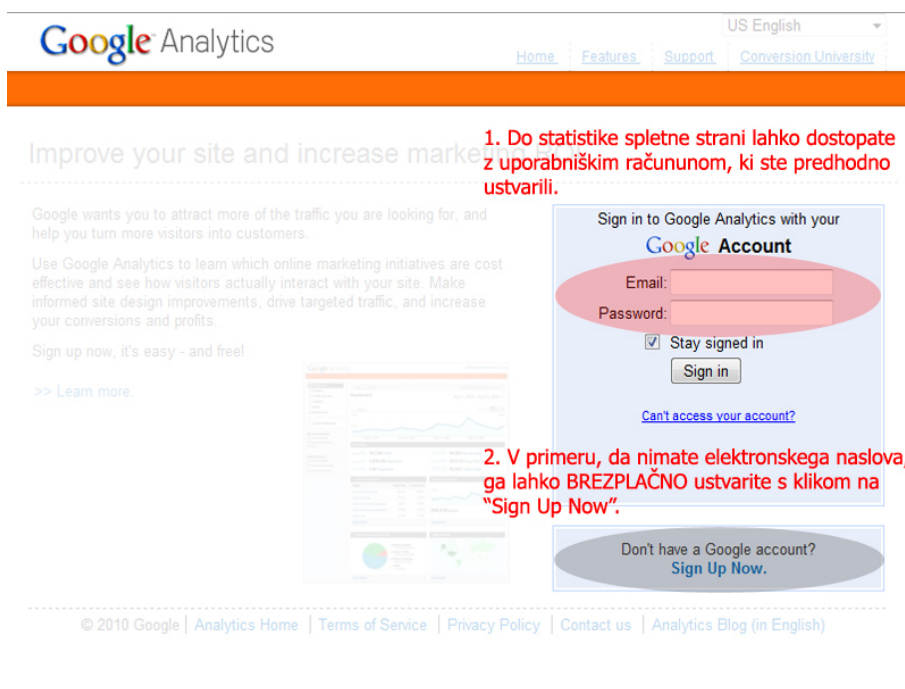 Google Analytics
US English
Home
Features
Support
Conversion University
Improve your site and increase marketing ROI
1. Do statistike spletne strani lahko dostopate
z uporabniškim račununom, ki ste predhodno
ustvarili.
Google wants you to attract more of the traffic you are looking for, and
help you turn more visitors into customers.
Use Google Analytics to learn which online marketing initiatives are cost
effective and see how visitors actually interact with your site. Make
informed site design improvements, drive targeted traffic, and increase
your conversions and profits.
Sign up now, it's easy - and free!
>> Learn more.
Sign in to Google Analytics with your
Google Account
Email:
Password:
Stay signed in
Sign in
Can't access your account?
2. V primeru, da nimate elektronskega naslova,
ga lahko BREZPLAČNO ustvarite s klikom na
“Sign Up Now”.
Don't have a Google account?
Sign Up Now.
© 2010 Google | Analytics Home | Terms of Service | Privacy Policy | Contact us | Analytics Blog (in English)